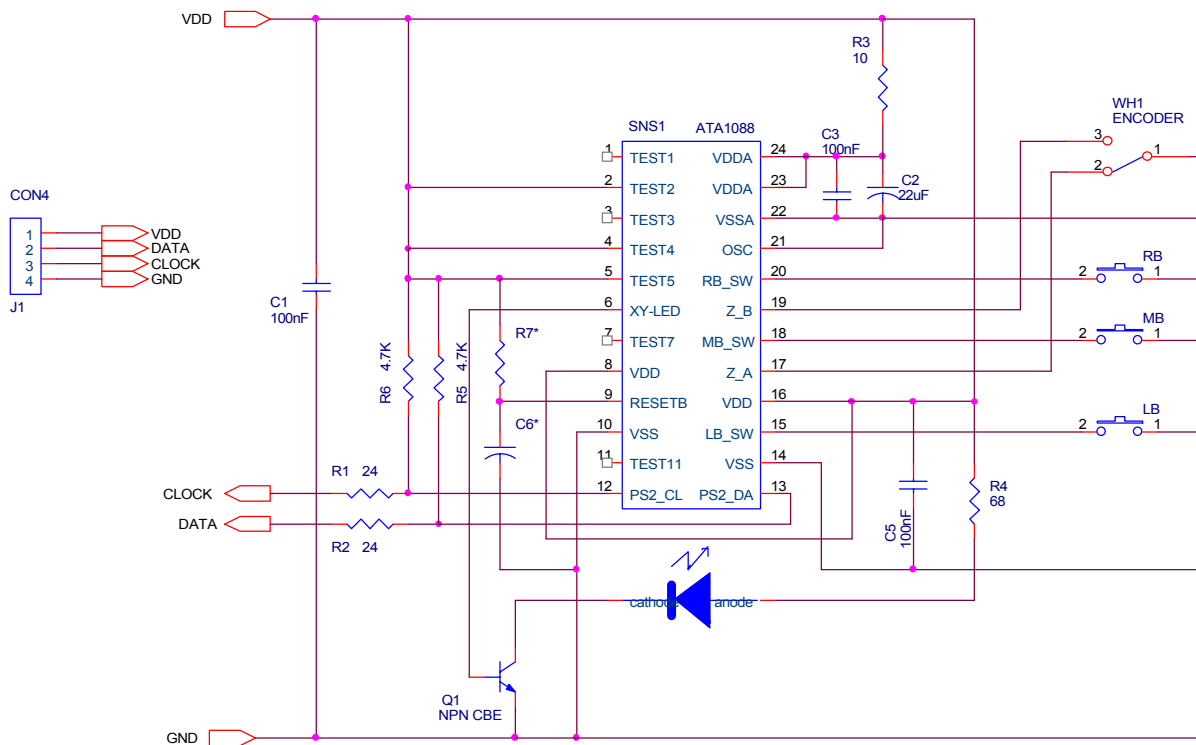 VDD
R3
10
WH1
ENCODER
SNS1
ATA1088
C3
100nF
3
1
2
C2
22uF
1 TEST1 VDDA 24
2 TEST2 VDDA 23
3 TEST3 VSSA 22
4 TEST4 OSC 21
5 TEST5 RB_SW 20
6 XY-LED Z_B 19
7 TEST7 MB_SW 18
8 VDD Z_A 17
9 RESETB VDD 16
10 VSS LB_SW 15
11 TEST11 VSS 14
12 PS2_CL PS2_DA 13
CON4
1 VDD
2 DATA
3 CLOCK
4 GND
J1
C1
100nF
R6 4.7K
R5 4.7K
R7*
C6*
2 RB 1
2 MB 1
2 LB 1
R1 24
CLOCK
DATA
R2 24
C5
100nF
R4
68
cathode
anode
Q1
NPN CBE
GND